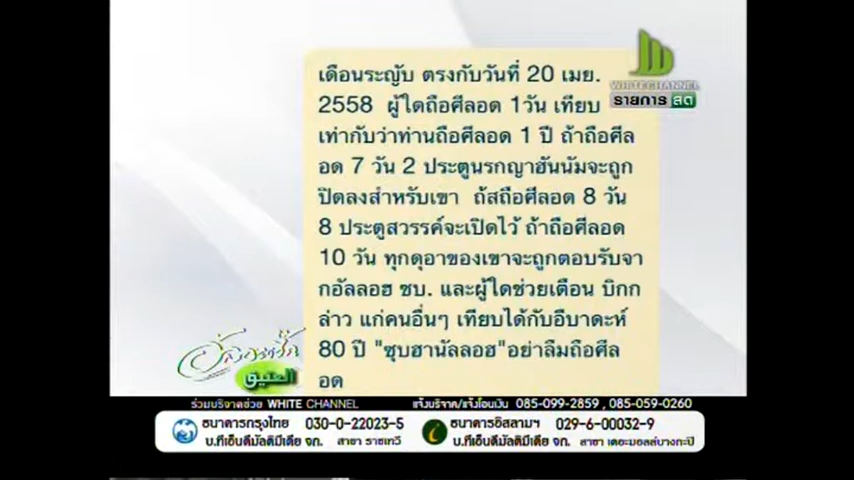 เดือนระญับ ตรงกับวันที่ 20 เมย.
2558 ผู้ใดถือศีลอด 1วัน เทียบ
เท่ากับว่าท่านถือศีลอด 1 ปี ถ้าถือศีล
อด 7 วัน 2 ประตูนรกญาฮันนัมจะถูก
ปิดลงสำหรับเขา ถ้สถือศีลอด 8 วัน
8 ประตูสวรรค์จะเปิดไว้ ถ้าถือศีลอด
10 วัน ทุกดุอาของเขาจะถูกตอบรับจา
กอัลลอฮ ซบ. และผู้ใดช่วยเตือน บิกก
ล่าว แก่คนอื่นๆ เทียบได้กับอีบาดะห์
80 ปี "ซุบฮานัลลอฮ"อย่าลืมถือศีล
อด
WHITECHANNEL
รายการ สด
العتيق
ร่วมบริจาคช่วย WHITE CHANNEL แจ้งบริจาค/แจ้งโอนเงิน 085-099-2859 , 085-059-0260
ธนาคารกรุงไทย 030-0-22023-5
บ.ทีเอ็นดีมัลติมีเดีย จก. สาขา ราชเทวี
ธนาคารอิสลามฯ 029-6-00032-9
บ.ทีเอ็นดีมัลติมีเดีย จก. สาขา เดอะมอลล์บางกะปิ